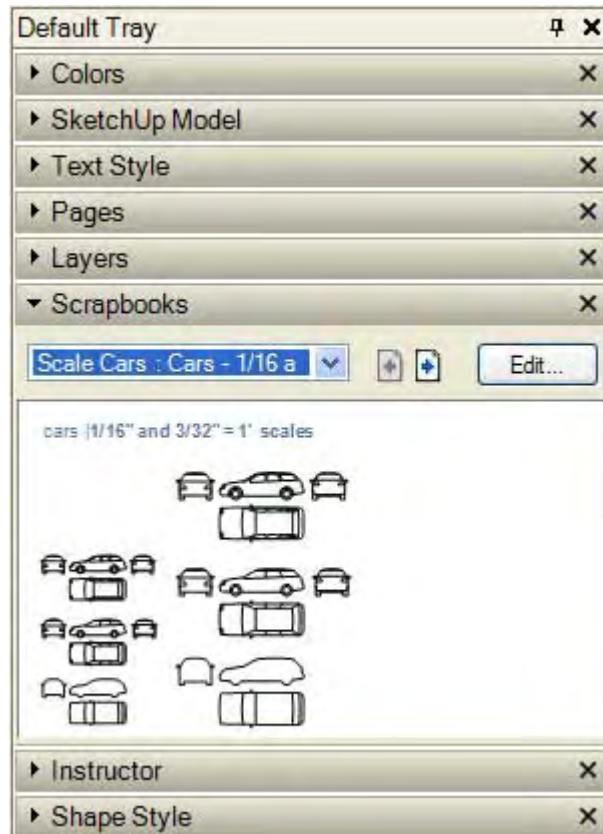 Default Tray
Colors
SketchUp Model
Text Style
Pages
Layers
Scrapbooks
Scale Cars : Cars - 1/16 a
Edit...
cars |1/16" and 3/32" = 1' scales
Instructor
Shape Style